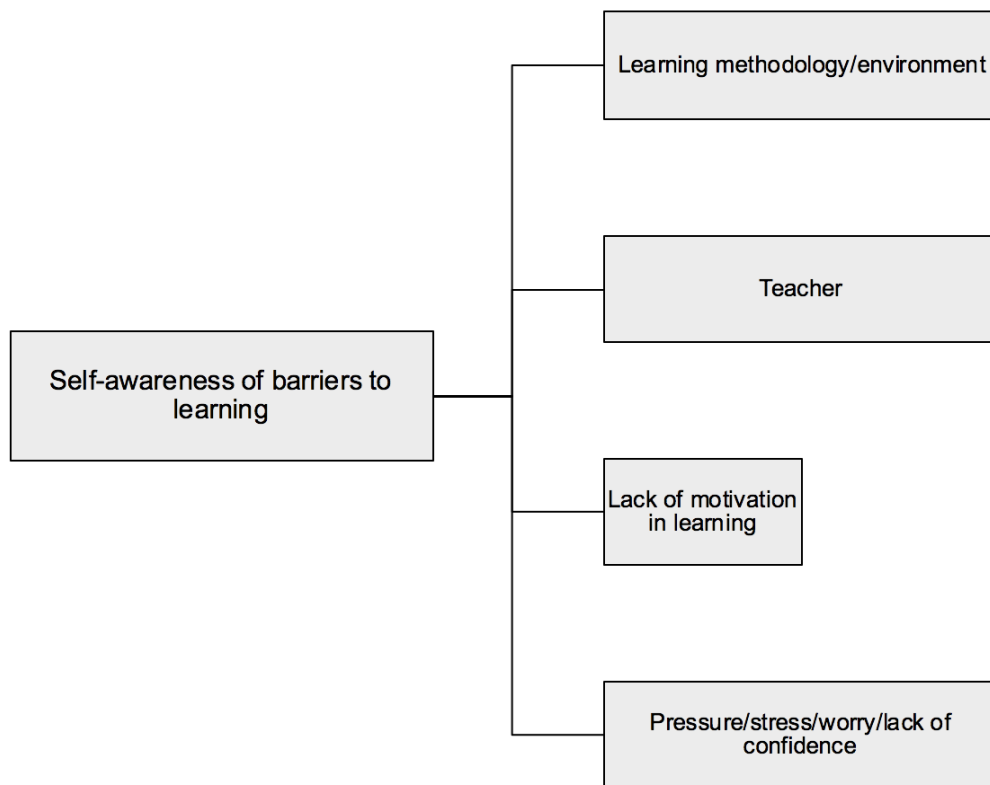 Learning methodology/environment
Teacher
Self-awareness of barriers to
learning
Lack of motivation
in learning
Pressure/stress/worry/lack of
confidence